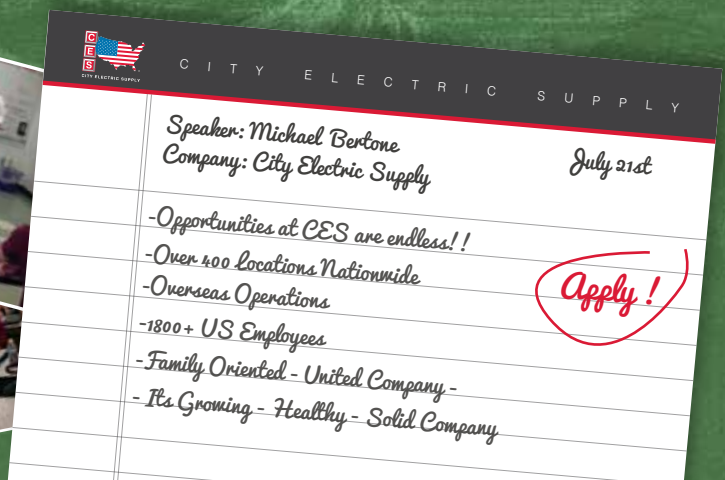 CES
CITY ELECTRIC SUPPLY
CITY ELECTRIC SUPPLY
Speaker: Michael Bertone
July 21st
Company: City Electric Supply
-Opportunities at CES are endless!!
-Over 400 Locations Nationwide
Apply !
-Overseas Operations
-1800+ US Employees
-Family Oriented - United Company -
- Its Growing - Healthy - Solid Company